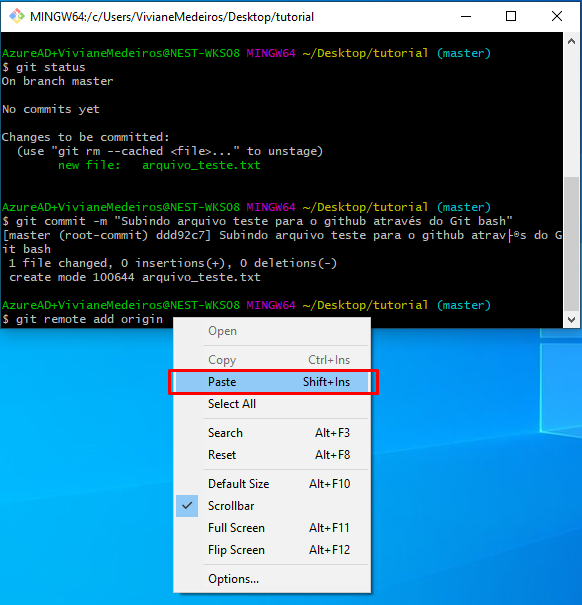 MINGW64:/c/Users/VivianeMedeiros/Desktop/tutorial
AzureAD+VivianeMedeiros@NEST-WKS08 MINGW64 ~/Desktop/tutorial (master)
$ git status
On branch master
No commits yet
Changes to be committed:
(use "git rm --cached <file>..." to unstage)
new file:   arquivo_teste.txt
AzureAD+VivianeMedeiros@NEST-WKS08 MINGW64 ~/Desktop/tutorial (master)
$ git commit -m "Subindo arquivo teste para o github através do Git bash"
[master (root-commit) ddd92c7] Subindo arquivo teste para o github atrav├®s do G
it bash
1 file changed, 0 insertions(+), 0 deletions(-)
create mode 100644 arquivo_teste.txt
AzureAD+VivianeMedeiros@NEST-WKS08 MINGW64 ~/Desktop/tutorial (master)
$ git remote add origin
Open
Copy Ctrl+Ins
Paste Shift+Ins
Select All
Search Alt+F3
Reset Alt+F8
Default Size Alt+F10
Scrollbar
Full Screen Alt+F11
Flip Screen Alt+F12
Options...